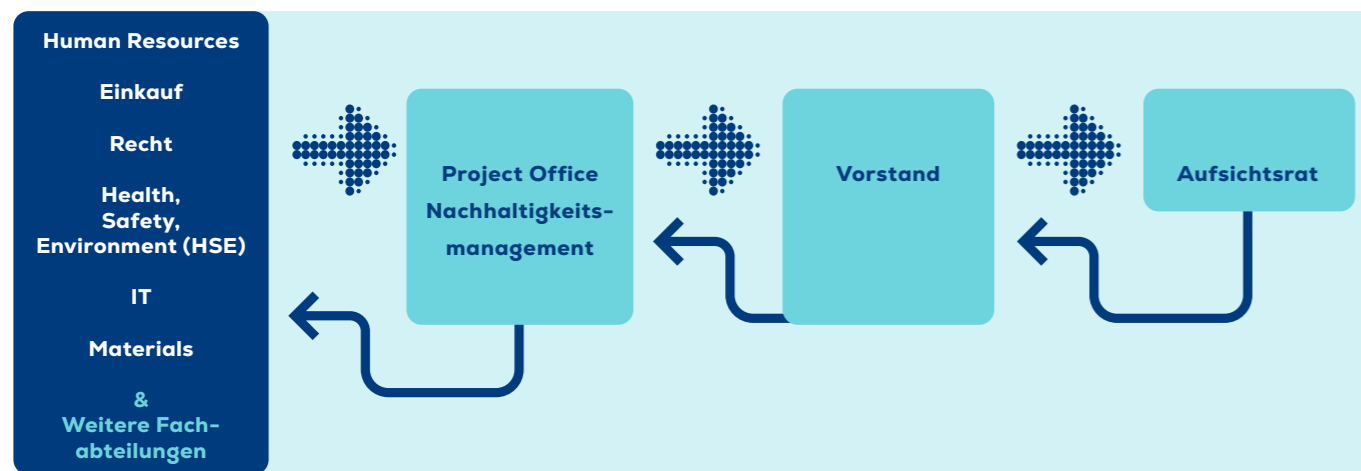 Human Resources
Einkauf
Recht
Health,
Safety,
Environment (HSE)
IT
Materials
&
Weitere Fach-
abteilungen
Project Office
Nachhaltigkeits-
management
Vorstand
Aufsichtsrat